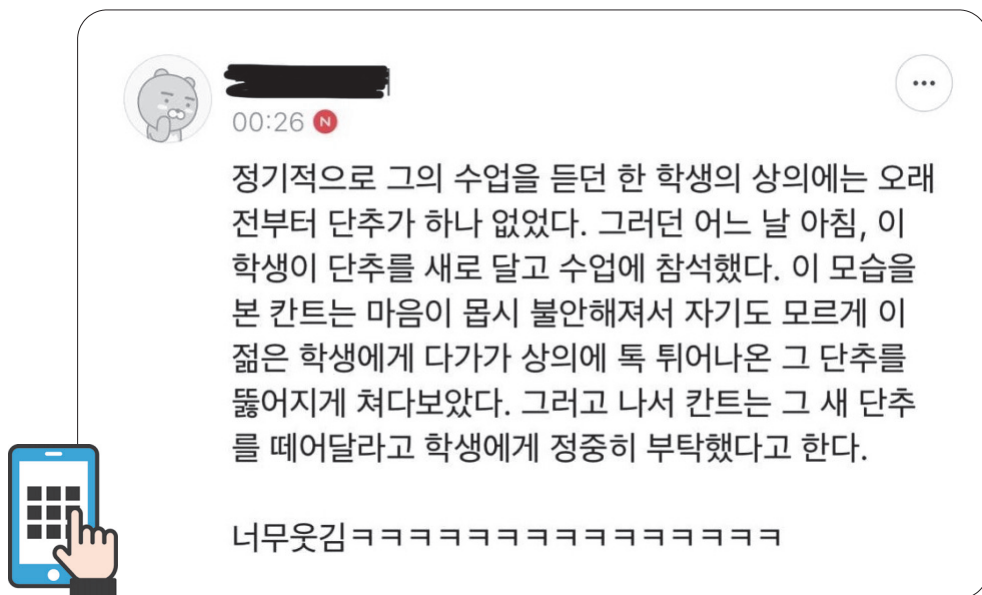 00:26 N
정기적으로 그의 수업을 듣던 한 학생의 상의에는 오래
전부터 단추가 하나 없었다. 그러던 어느 날 아침, 이
학생이 단추를 새로 달고 수업에 참석했다. 이 모습을
본 칸트는 마음이 몹시 불안해져서 자기도 모르게 이
젊은 학생에게 다가가 상의에 톡 튀어나온 그 단추를
뚫어지게 쳐다보았다. 그러고 나서 칸트는 그 새 단추
를 떼어달라고 학생에게 정중히 부탁했다고 한다.
너무웃김ㅋㅋㅋㅋㅋㅋㅋㅋㅋㅋㅋㅋㅋㅋㅋ